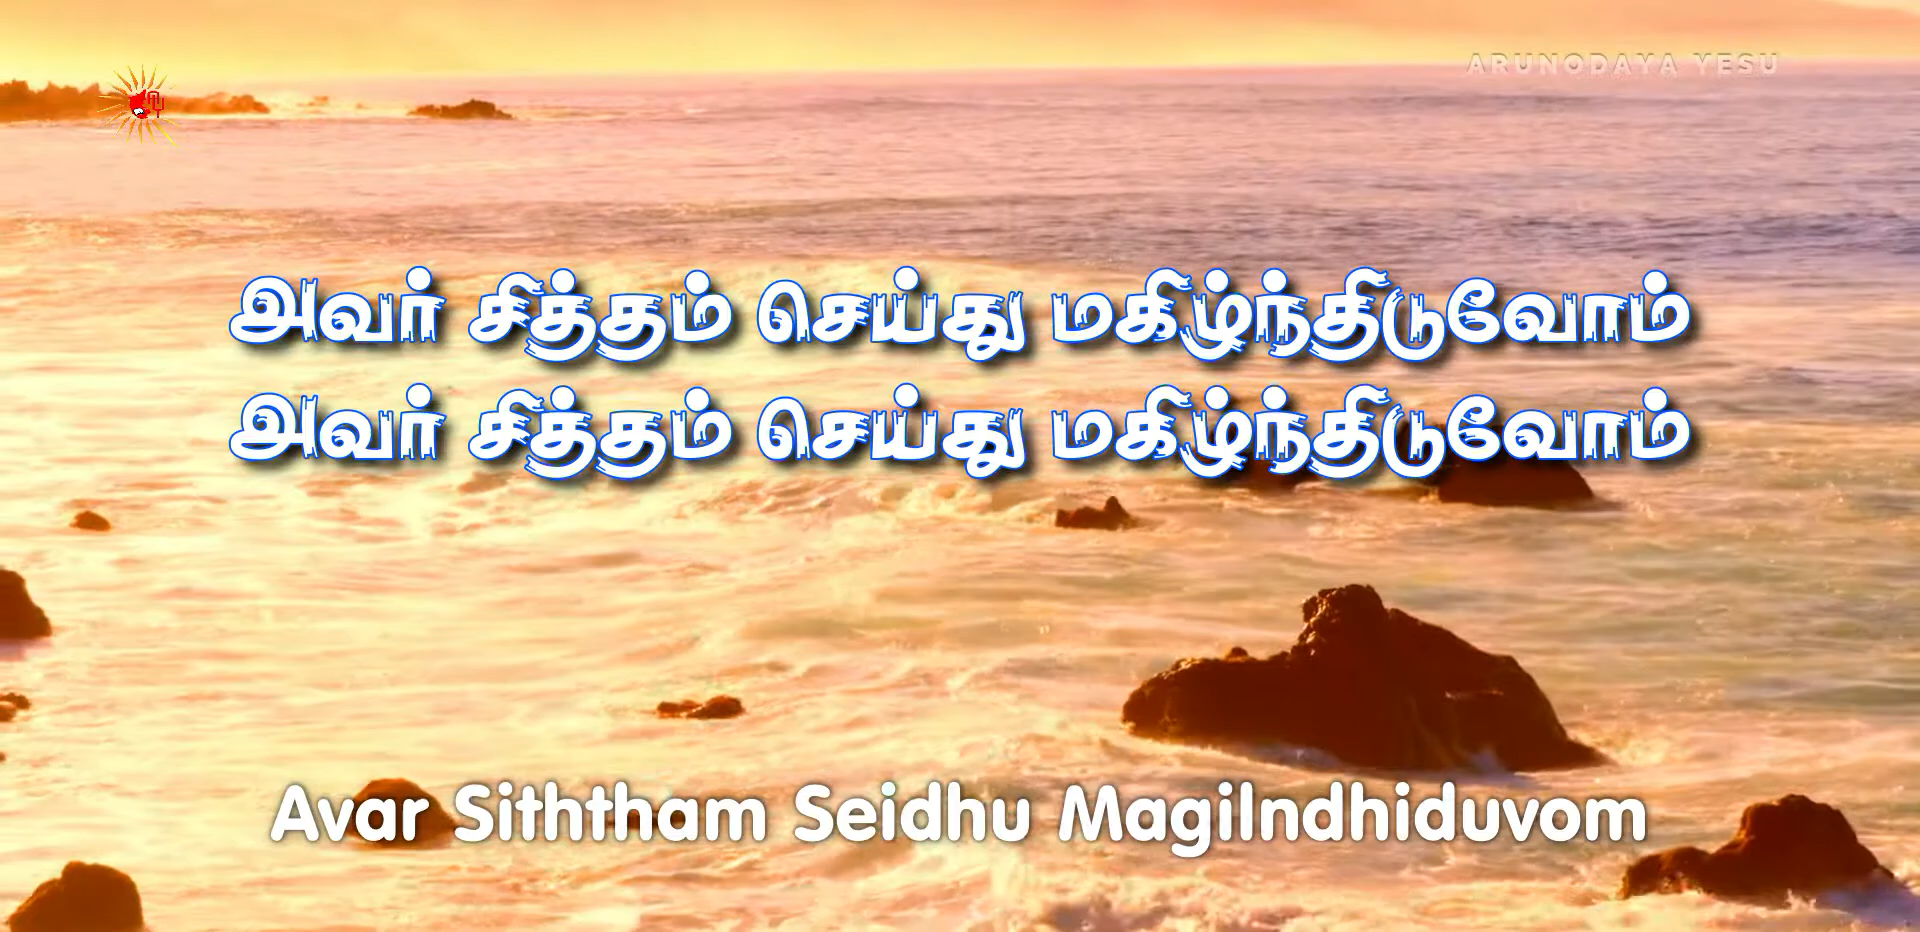 ARUNODAYA YESU
அவர் சித்தம் செய்து மகிழ்ந்திடுவோம்
அவர் சித்தம் செய்து மகிழ்ந்திடுவோம்
Avar Siththam Seidhu Magilndhiduvom